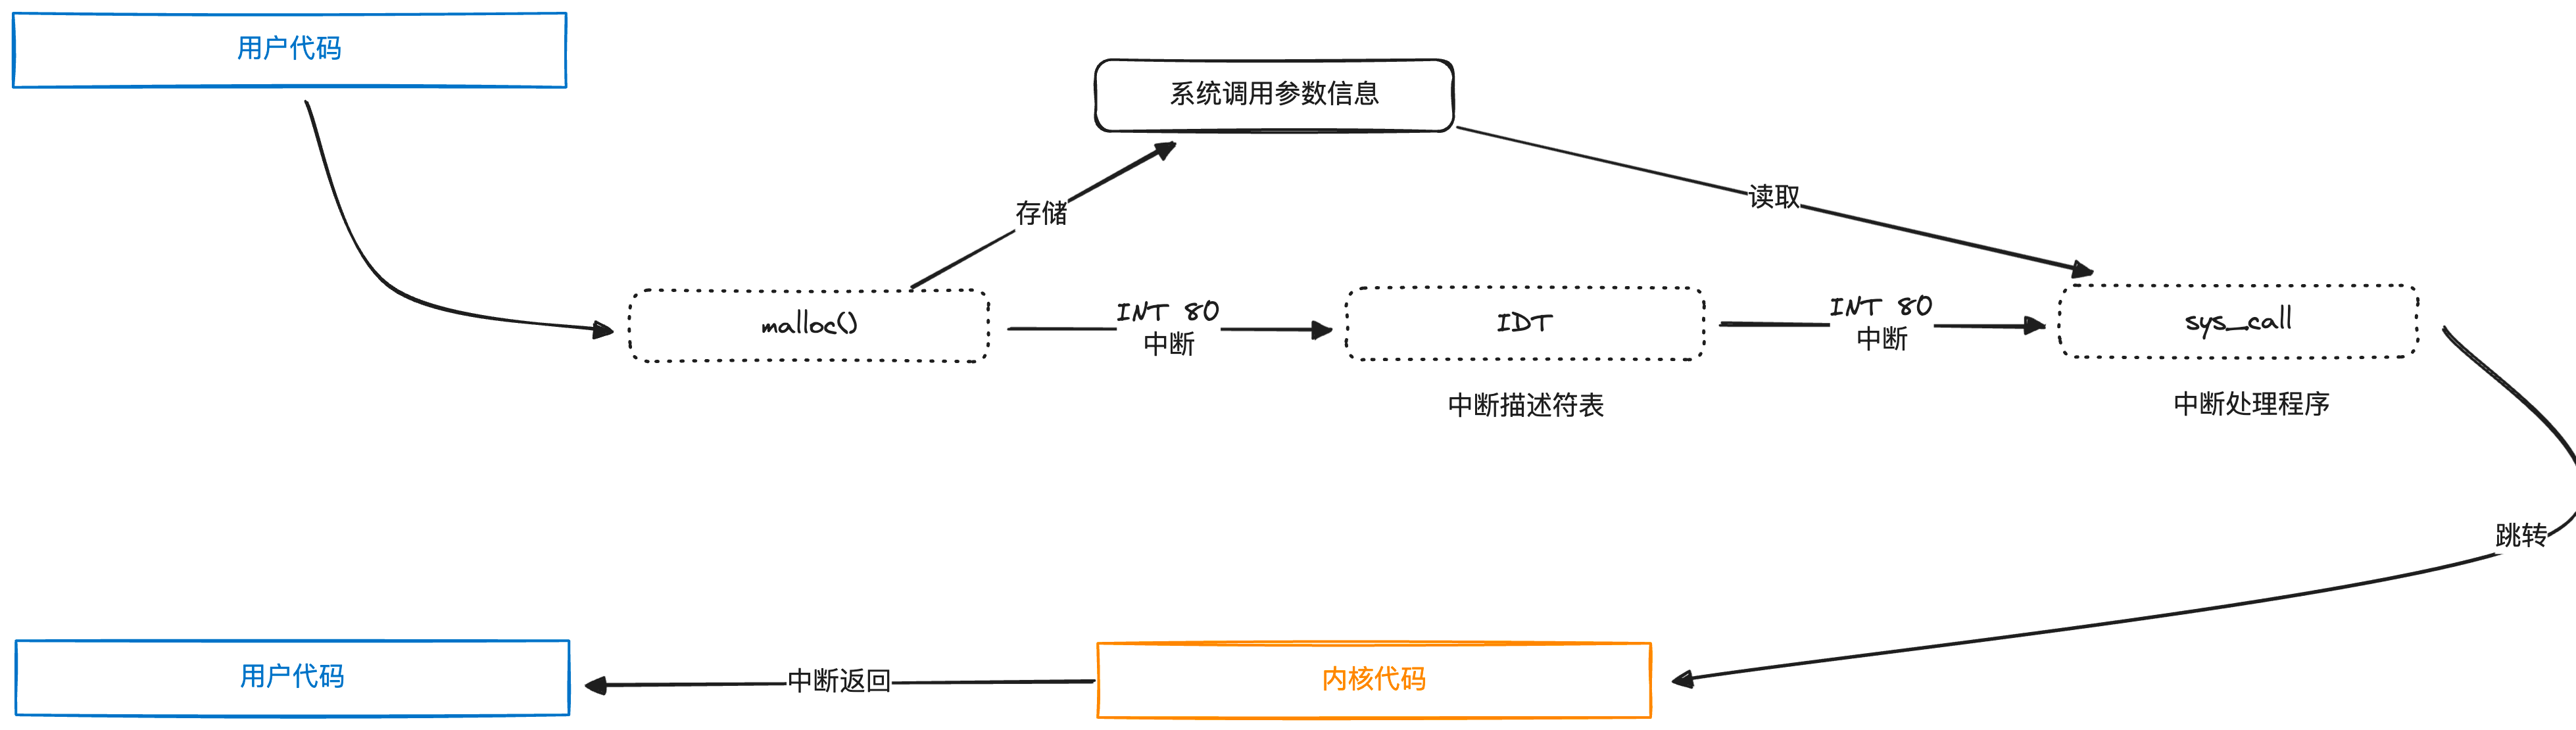 用户代码
系统调用参数信息
存储
读取
malloc()
INT 80
中断
IDT
INT 80
中断
sys_call
中断描述符表
中断处理程序
跳转
用户代码
中断返回
内核代码